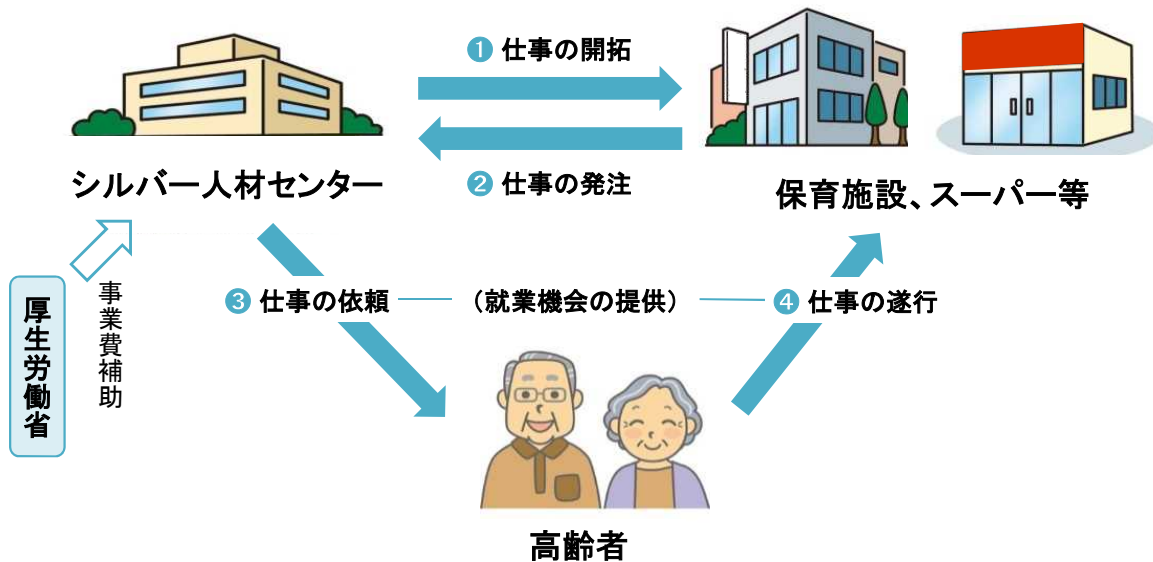 ❶ 仕事の開拓
❷ 仕事の発注
シルバー人材センター
保育施設、スーパー等
厚生労働省
事業費補助
❸ 仕事の依頼
（就業機会の提供）
❹ 仕事の遂行
高齢者